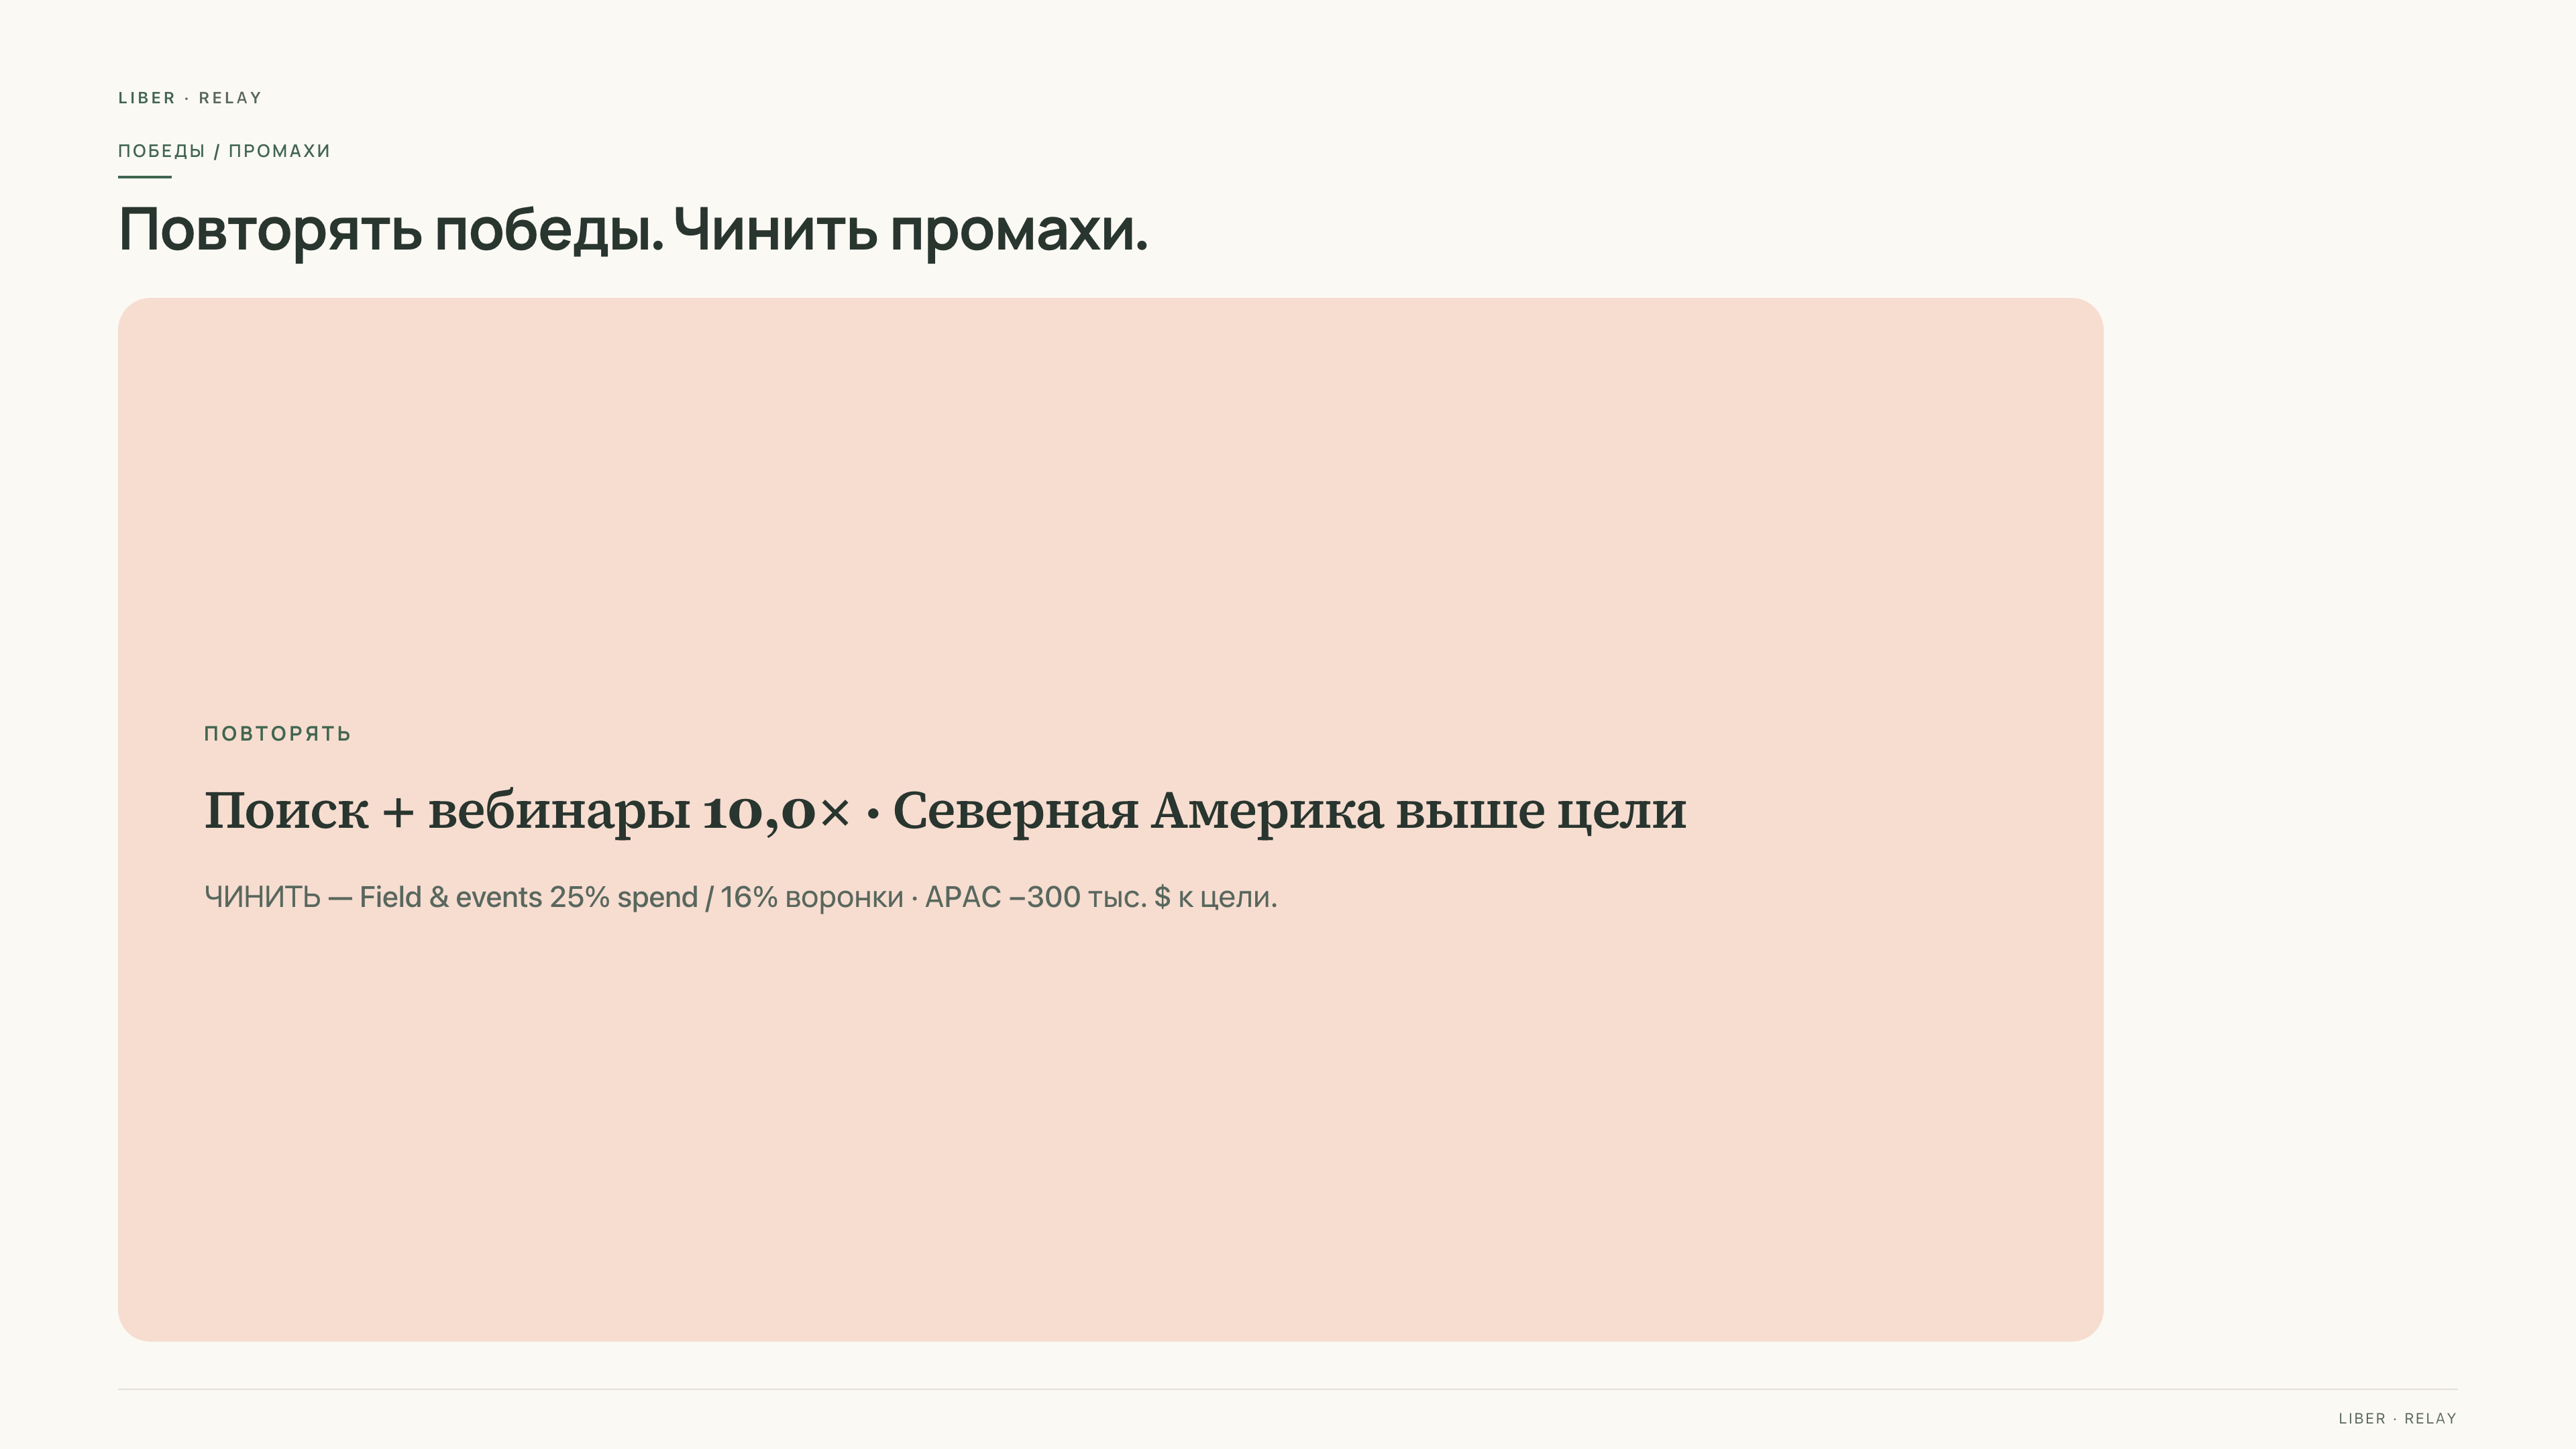 LIBER · RELAY
ПОБЕДЫ / ПРОМАХИ
Повторять победы. Чинить промахи.
ПОВТОРЯТЬ
Поиск + вебинары 10,0× · Северная Америка выше цели
ЧИНИТЬ — Field & events 25% spend / 16% воронки · APAC −300 тыс. $ к цели.
LIBER · RELAY